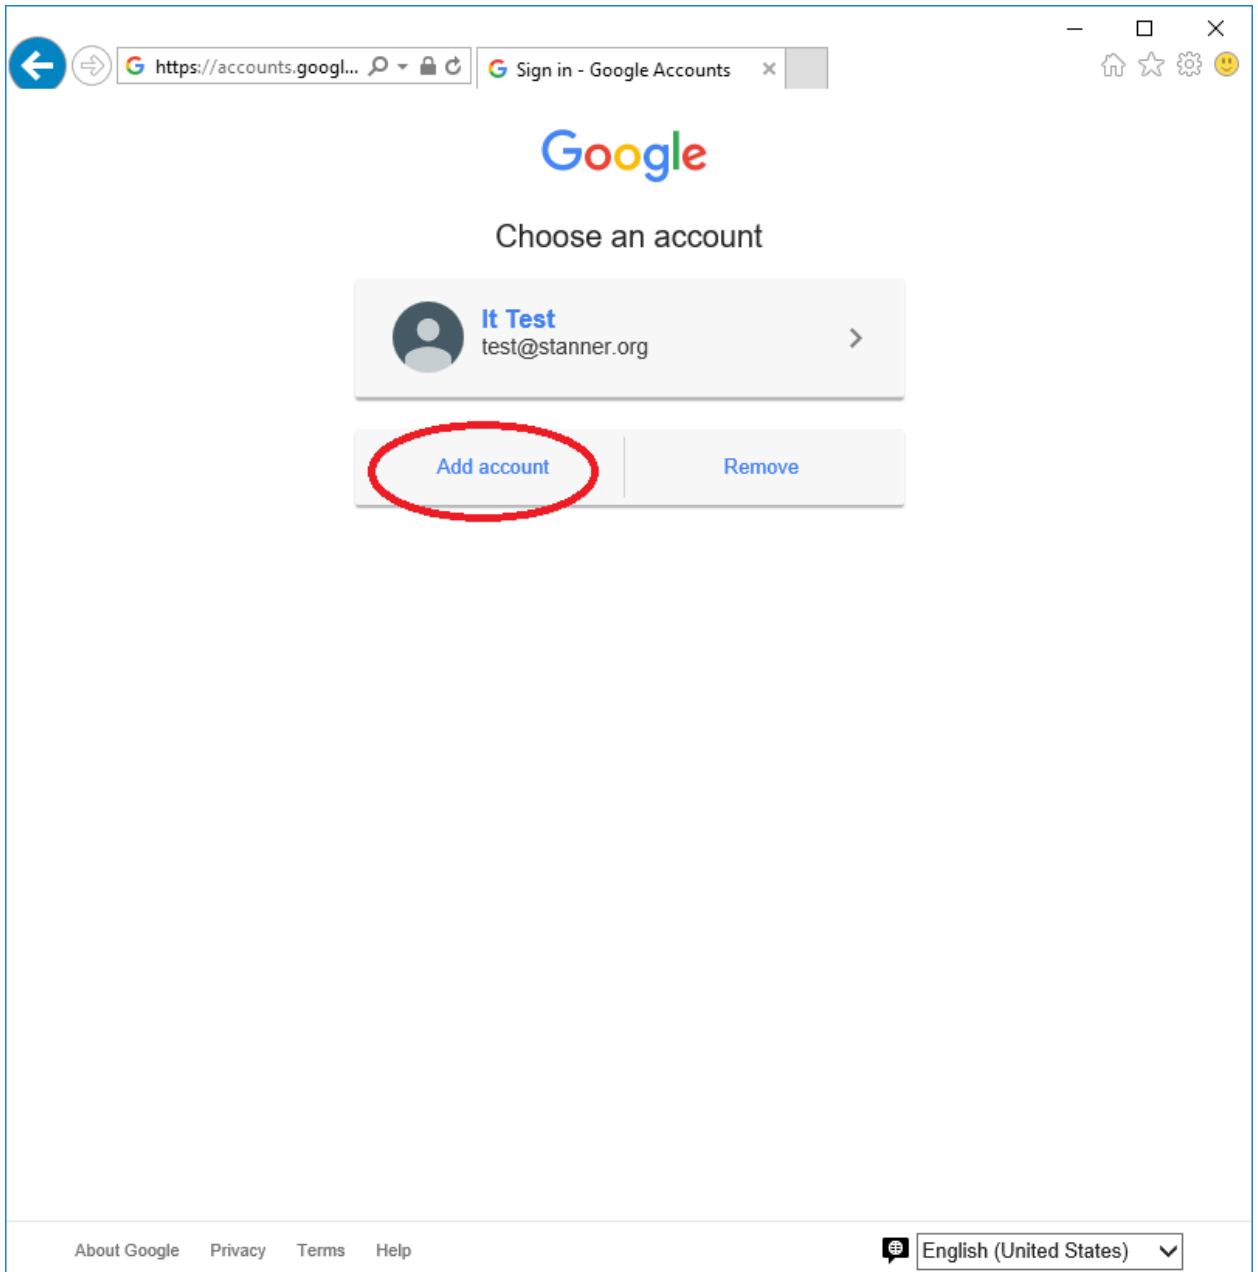 https://accounts.googl...
Sign in - Google Accounts
Google
Choose an account
It Test
test@stanner.org
Add account
Remove
About Google Privacy Terms Help
English (United States)